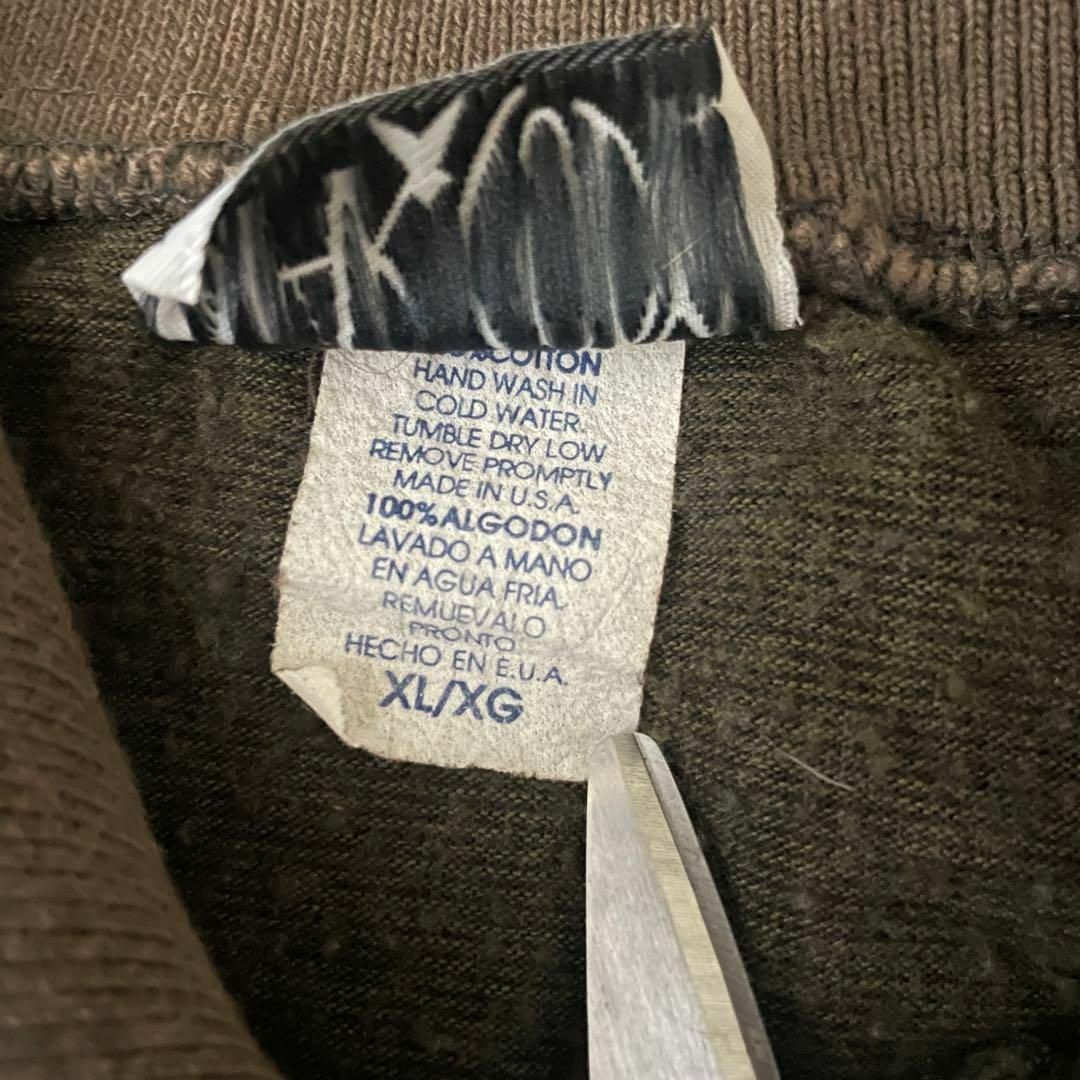 COTTON
HAND WASH IN
COLD WATER.
TUMBLE DRY LOW
REMOVE PROMPTLY
MADE IN U.S.A.
100% ALGODON
LAVADO A MANO
EN AGUA FRIA.
REMUEVALO
PRONTO
HECHO EN E.U.A.
XL/XG